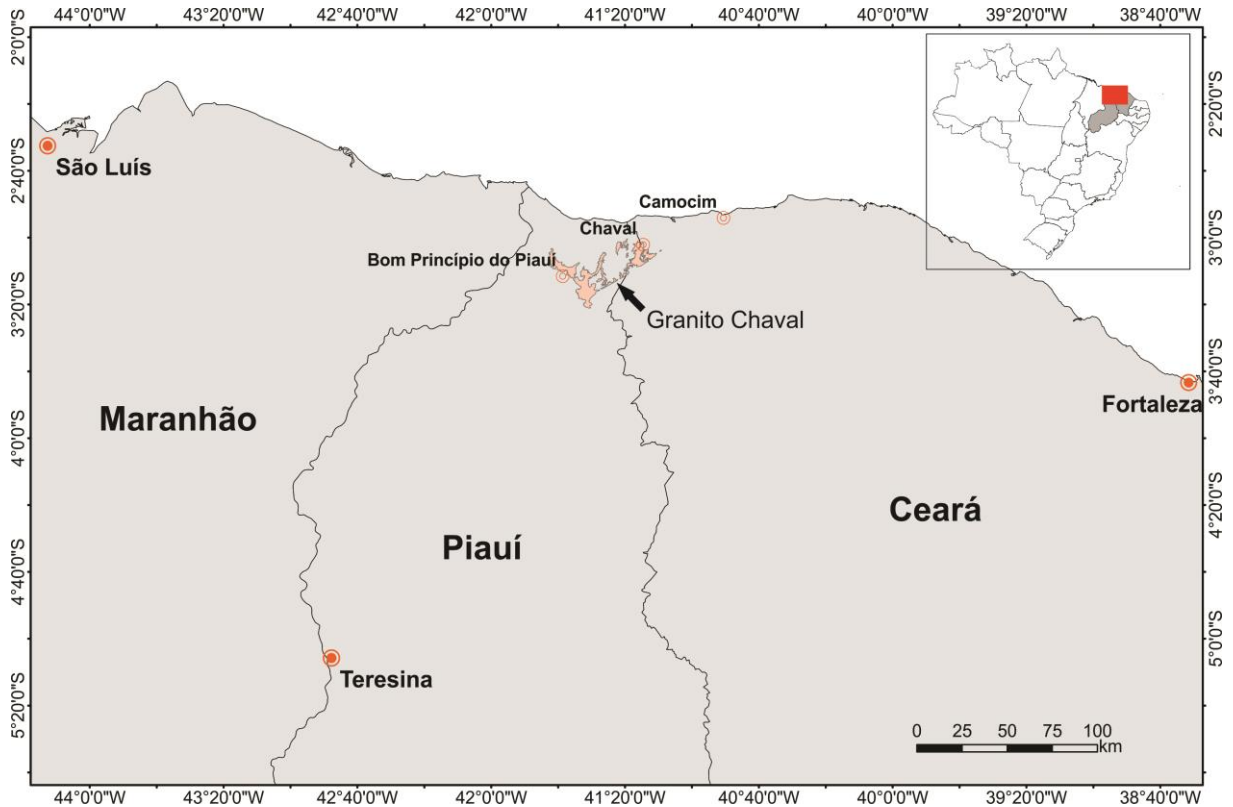 44°0'0"W 43°20'0"W 42°40'0"W 42°0'0"W 41°20'0"W 40°40'0"W 40°0'0"W 39°20'0"W 38°40'0"W
2°0'0"S
2°20'0"S
São Luís
2°40'0"S
Camocim
Chaval
3°0'0"S
Bom Princípio do Piauí
3°20'0"S
Granito Chaval
3°40'0"S
Fortaleza
Maranhão
4°0'0"S
Ceará
4°20'0"S
Piauí
4°40'0"S
5°0'0"S
Teresina
5°20'0"S
0 25 50 75 100
km
44°0'0"W 43°20'0"W 42°40'0"W 42°0'0"W 41°20'0"W 40°40'0"W 40°0'0"W 39°20'0"W 38°40'0"W